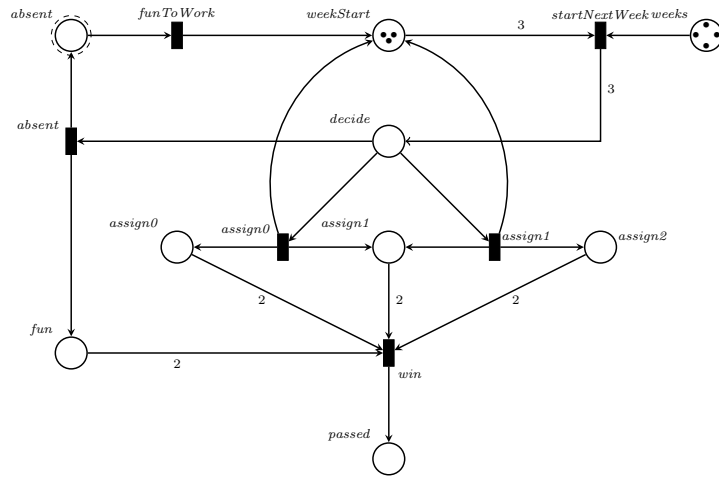 absent
funToWork
weekStart
3
startNextWeek
weeks
3
decide
absent
assign0
assign0
assign1
assign1
assign2
2
2
2
fun
2
win
passed